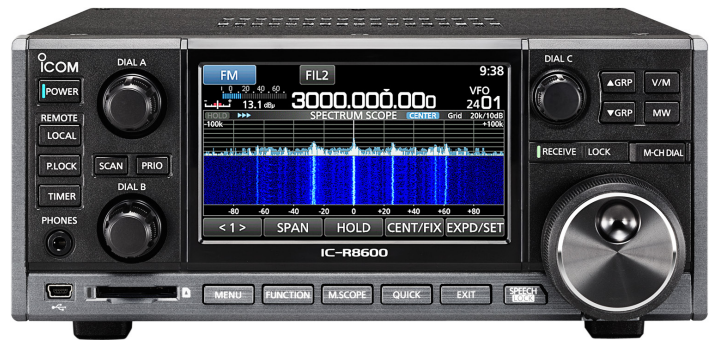 ICOM
DIAL A
POWER
REMOTE
LOCAL
P.LOCK
SCAN
PRIO
TIMER
DIAL B
PHONES
FM
FIL2
9:38
13.1 dBμ
3000.000.000
VFO
2401
HOLD
SPECTRUM SCOPE
CENTER
Grid
20k/10dB
-100k
+100k
-80 -60 -40 -20 0 +20 +40 +60 +80
< 1 >
SPAN
HOLD
CENT/FIX
EXPD/SET
IC-R8600
DIAL C
▲GRP
V/M
▼GRP
MW
RECEIVE
LOCK
M-CH DIAL
MENU
FUNCTION
M.SCOPE
QUICK
EXIT
SPEECH
LOCK